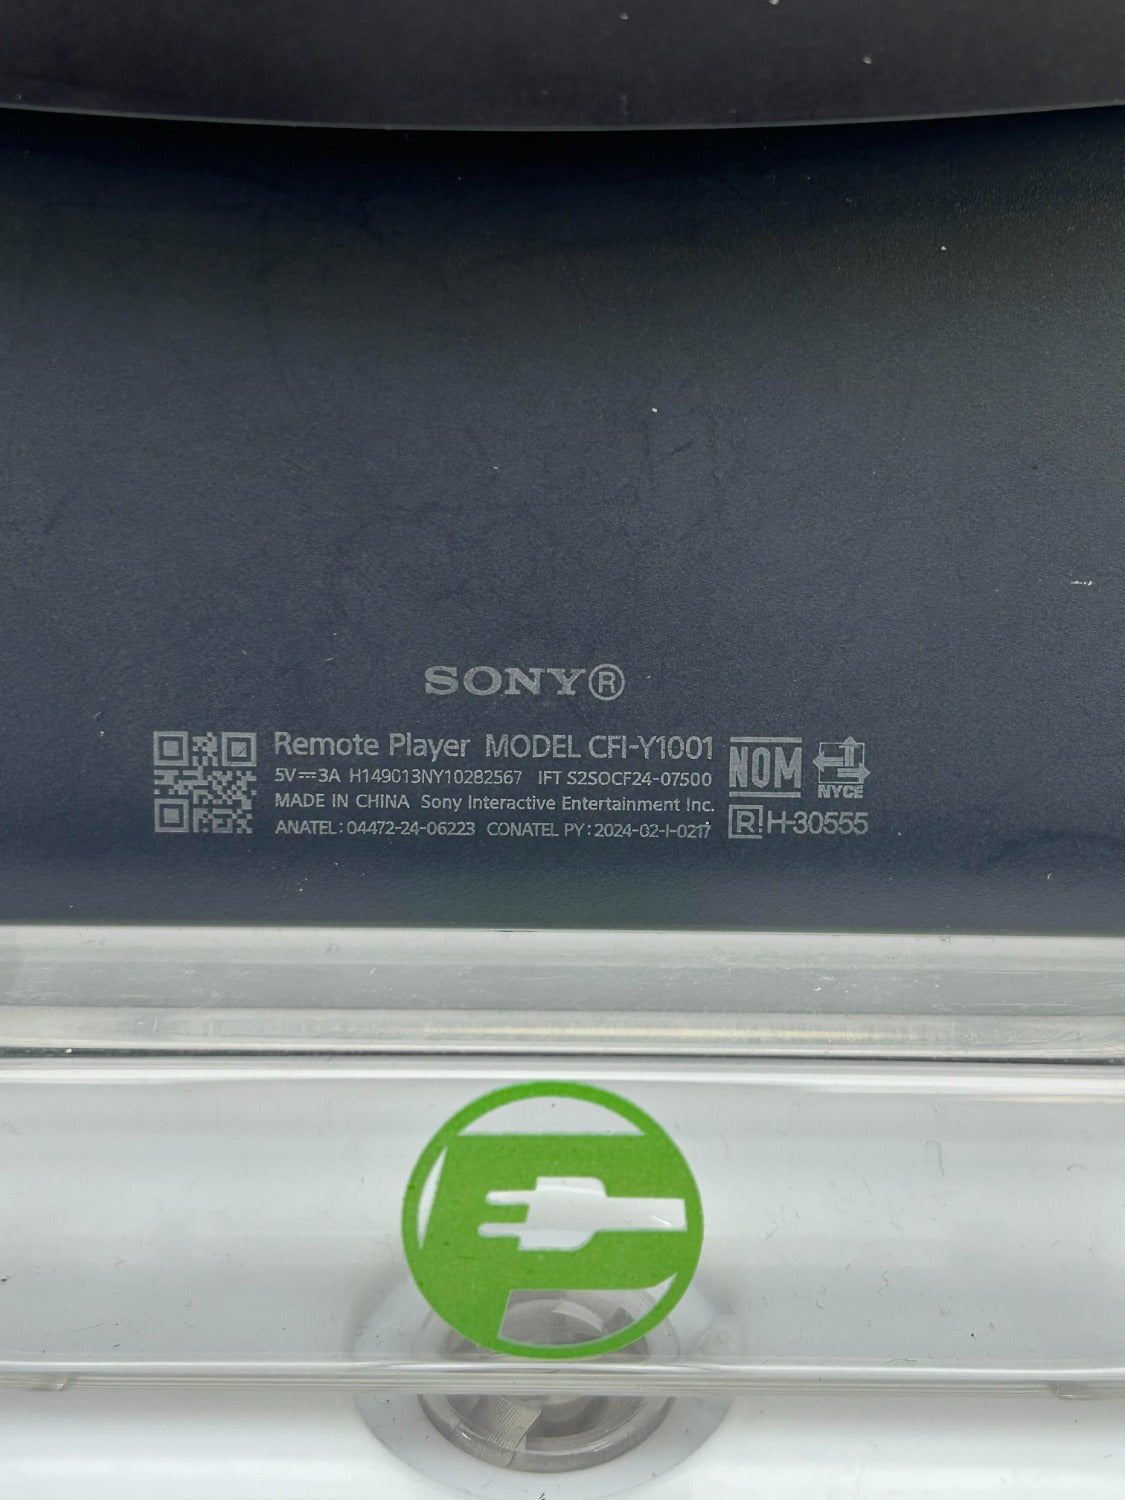 SONY®
Remote Player MODEL CFI-Y1001
5V⎓3A H149013NY10282567 IFT S2SOCF24-07500
MADE IN CHINA Sony Interactive Entertainment Inc.
ANATEL: 04472-24-06223 CONATEL PY: 2024-02-I-0217
NOM
NYCE
R! H-30555